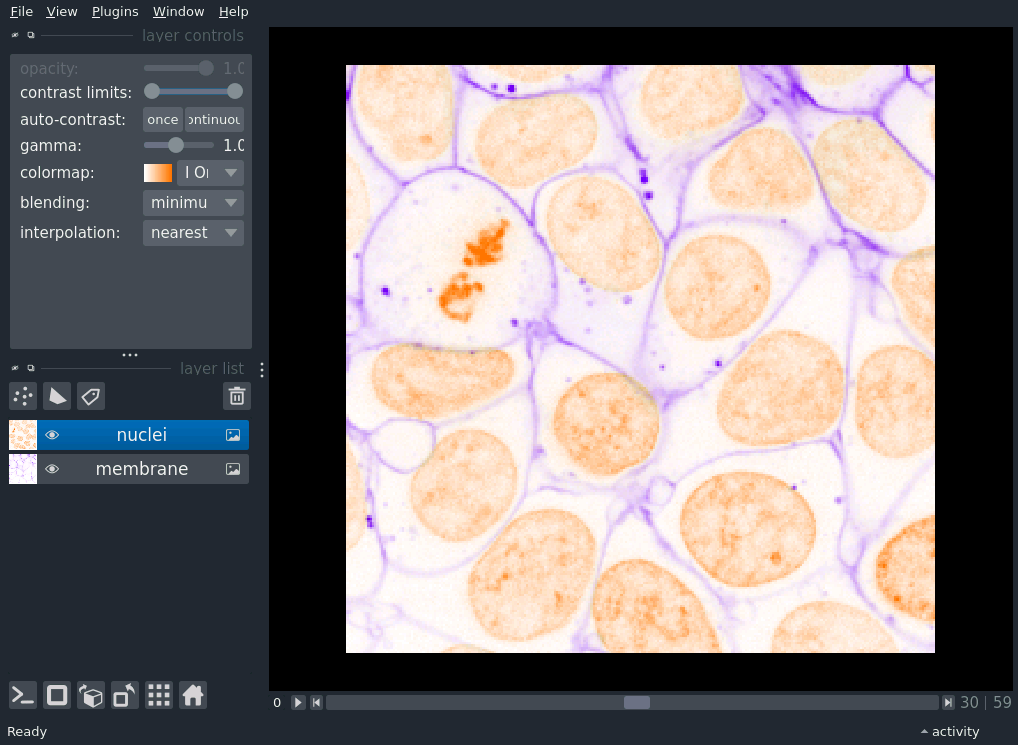 File View Plugins Window Help
layer controls
opacity: 1.0
contrast limits:
auto-contrast: once ontinuou
gamma: 1.0
colormap: I Or
blending: minimu
interpolation: nearest
layer list
nuclei
membrane
0 30 | 59
Ready activity